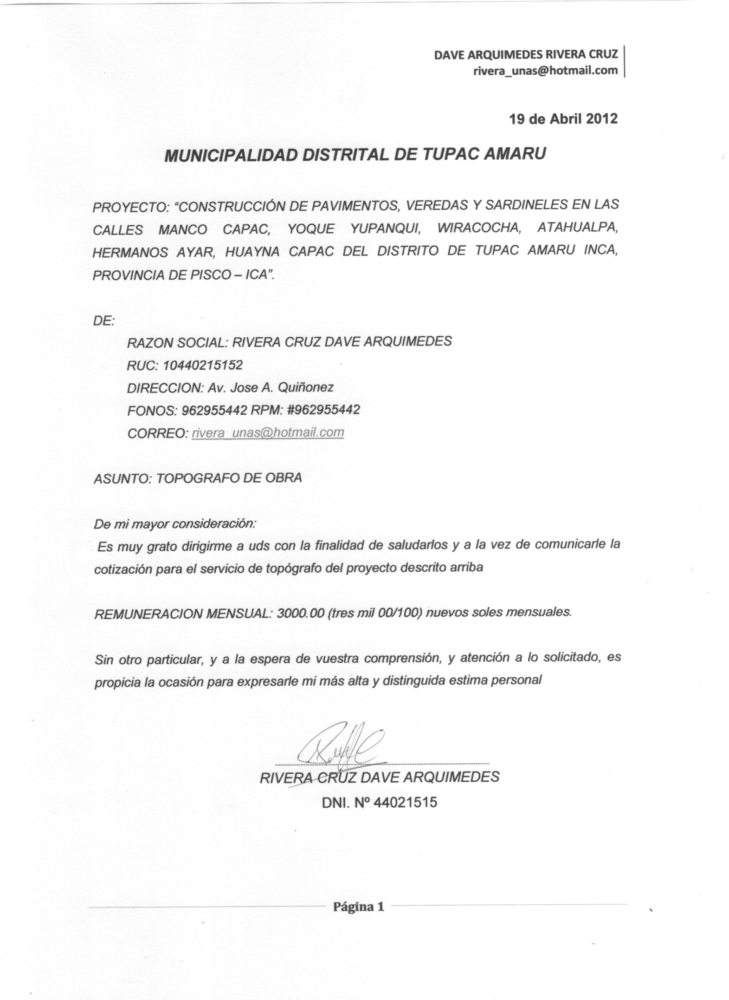 DAVE ARQUIMEDES RIVERA CRUZ
rivera_unas@hotmail.com
19 de Abril 2012
MUNICIPALIDAD DISTRITAL DE TUPAC AMARU
PROYECTO: “CONSTRUCCIÓN DE PAVIMENTOS, VEREDAS Y SARDINELES EN LAS
CALLES MANCO CAPAC, YOQUE YUPANQUI, WIRACOCHA, ATAHUALPA,
HERMANOS AYAR, HUAYNA CAPAC DEL DISTRITO DE TUPAC AMARU INCA,
PROVINCIA DE PISCO – ICA”.
DE:
RAZON SOCIAL: RIVERA CRUZ DAVE ARQUIMEDES
RUC: 10440215152
DIRECCION: Av. Jose A. Quiñonez
FONOS: 962955442 RPM: #962955442
CORREO: rivera_unas@hotmail.com
ASUNTO: TOPOGRAFO DE OBRA
De mi mayor consideración:
Es muy grato dirigirme a uds con la finalidad de saludarlos y a la vez de comunicarle la
cotización para el servicio de topógrafo del proyecto descrito arriba
REMUNERACION MENSUAL: 3000.00 (tres mil 00/100) nuevos soles mensuales.
Sin otro particular, y a la espera de vuestra comprensión, y atención a lo solicitado, es
propicia la ocasión para expresarle mi más alta y distinguida estima personal
RIVERA CRUZ DAVE ARQUIMEDES
DNI. Nº 44021515
Página 1